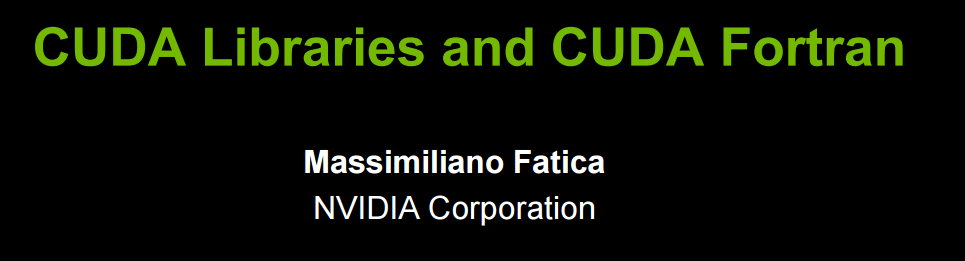 CUDA Libraries and CUDA Fortran
Massimiliano Fatica
NVIDIA Corporation